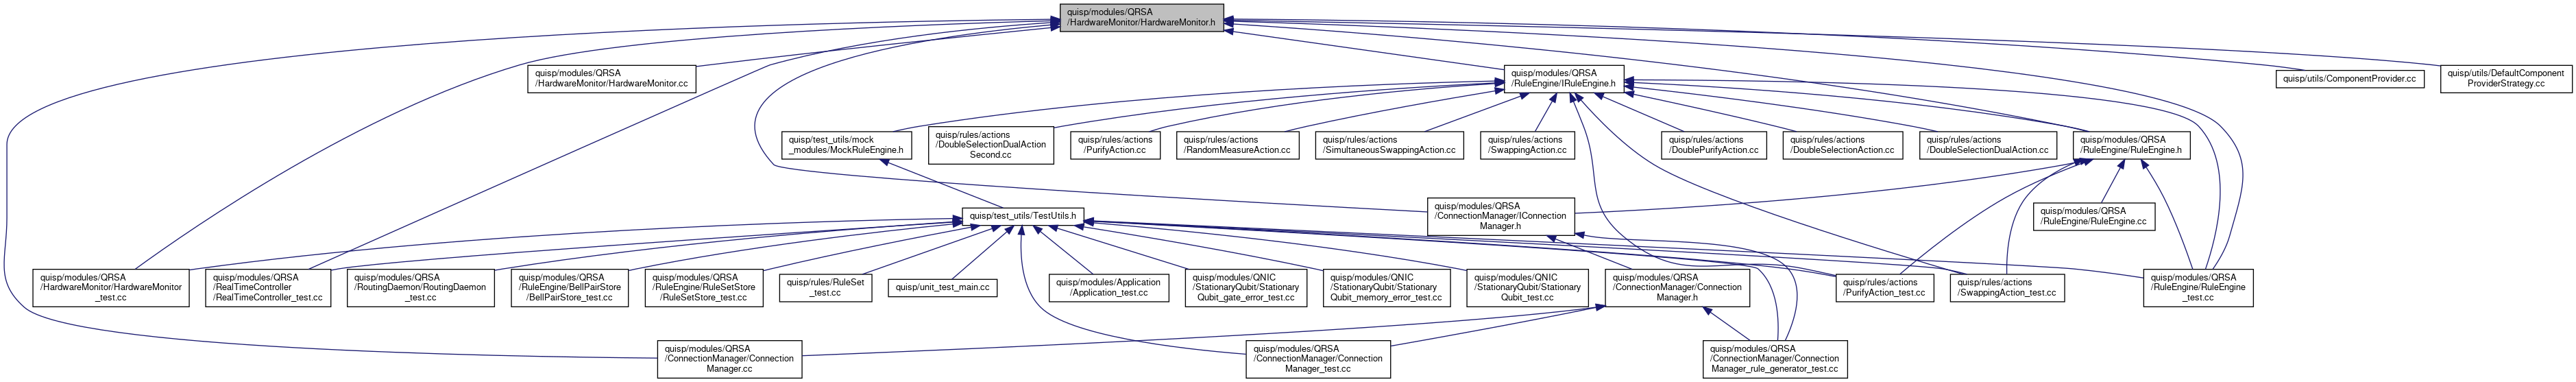 quisp/modules/QRSA
/HardwareMonitor/HardwareMonitor.h
quisp/modules/QRSA
/HardwareMonitor/HardwareMonitor.cc
quisp/modules/QRSA
/RuleEngine/IRuleEngine.h
quisp/utils/ComponentProvider.cc
quisp/utils/DefaultComponent
ProviderStrategy.cc
quisp/test_utils/mock
_modules/MockRuleEngine.h
quisp/rules/actions
/DoubleSelectionDualAction
Second.cc
quisp/rules/actions
/PurifyAction.cc
quisp/rules/actions
/RandomMeasureAction.cc
quisp/rules/actions
/SimultaneousSwappingAction.cc
quisp/rules/actions
/SwappingAction.cc
quisp/rules/actions
/DoublePurifyAction.cc
quisp/rules/actions
/DoubleSelectionAction.cc
quisp/rules/actions
/DoubleSelectionDualAction.cc
quisp/modules/QRSA
/RuleEngine/RuleEngine.h
quisp/test_utils/TestUtils.h
quisp/modules/QRSA
/ConnectionManager/IConnection
Manager.h
quisp/modules/QRSA
/RuleEngine/RuleEngine.cc
quisp/modules/QRSA
/HardwareMonitor/HardwareMonitor
_test.cc
quisp/modules/QRSA
/RealTimeController
/RealTimeController_test.cc
quisp/modules/QRSA
/RoutingDaemon/RoutingDaemon
_test.cc
quisp/modules/QRSA
/RuleEngine/BellPairStore
/BellPairStore_test.cc
quisp/modules/QRSA
/RuleEngine/RuleSetStore
/RuleSetStore_test.cc
quisp/rules/RuleSet
_test.cc
quisp/unit_test_main.cc
quisp/modules/Application
/Application_test.cc
quisp/modules/QNIC
/StationaryQubit/Stationary
Qubit_gate_error_test.cc
quisp/modules/QNIC
/StationaryQubit/Stationary
Qubit_memory_error_test.cc
quisp/modules/QNIC
/StationaryQubit/Stationary
Qubit_test.cc
quisp/modules/QRSA
/ConnectionManager/Connection
Manager.h
quisp/rules/actions
/PurifyAction_test.cc
quisp/rules/actions
/SwappingAction_test.cc
quisp/modules/QRSA
/RuleEngine/RuleEngine
_test.cc
quisp/modules/QRSA
/ConnectionManager/Connection
Manager.cc
quisp/modules/QRSA
/ConnectionManager/Connection
Manager_test.cc
quisp/modules/QRSA
/ConnectionManager/Connection
Manager_rule_generator_test.cc